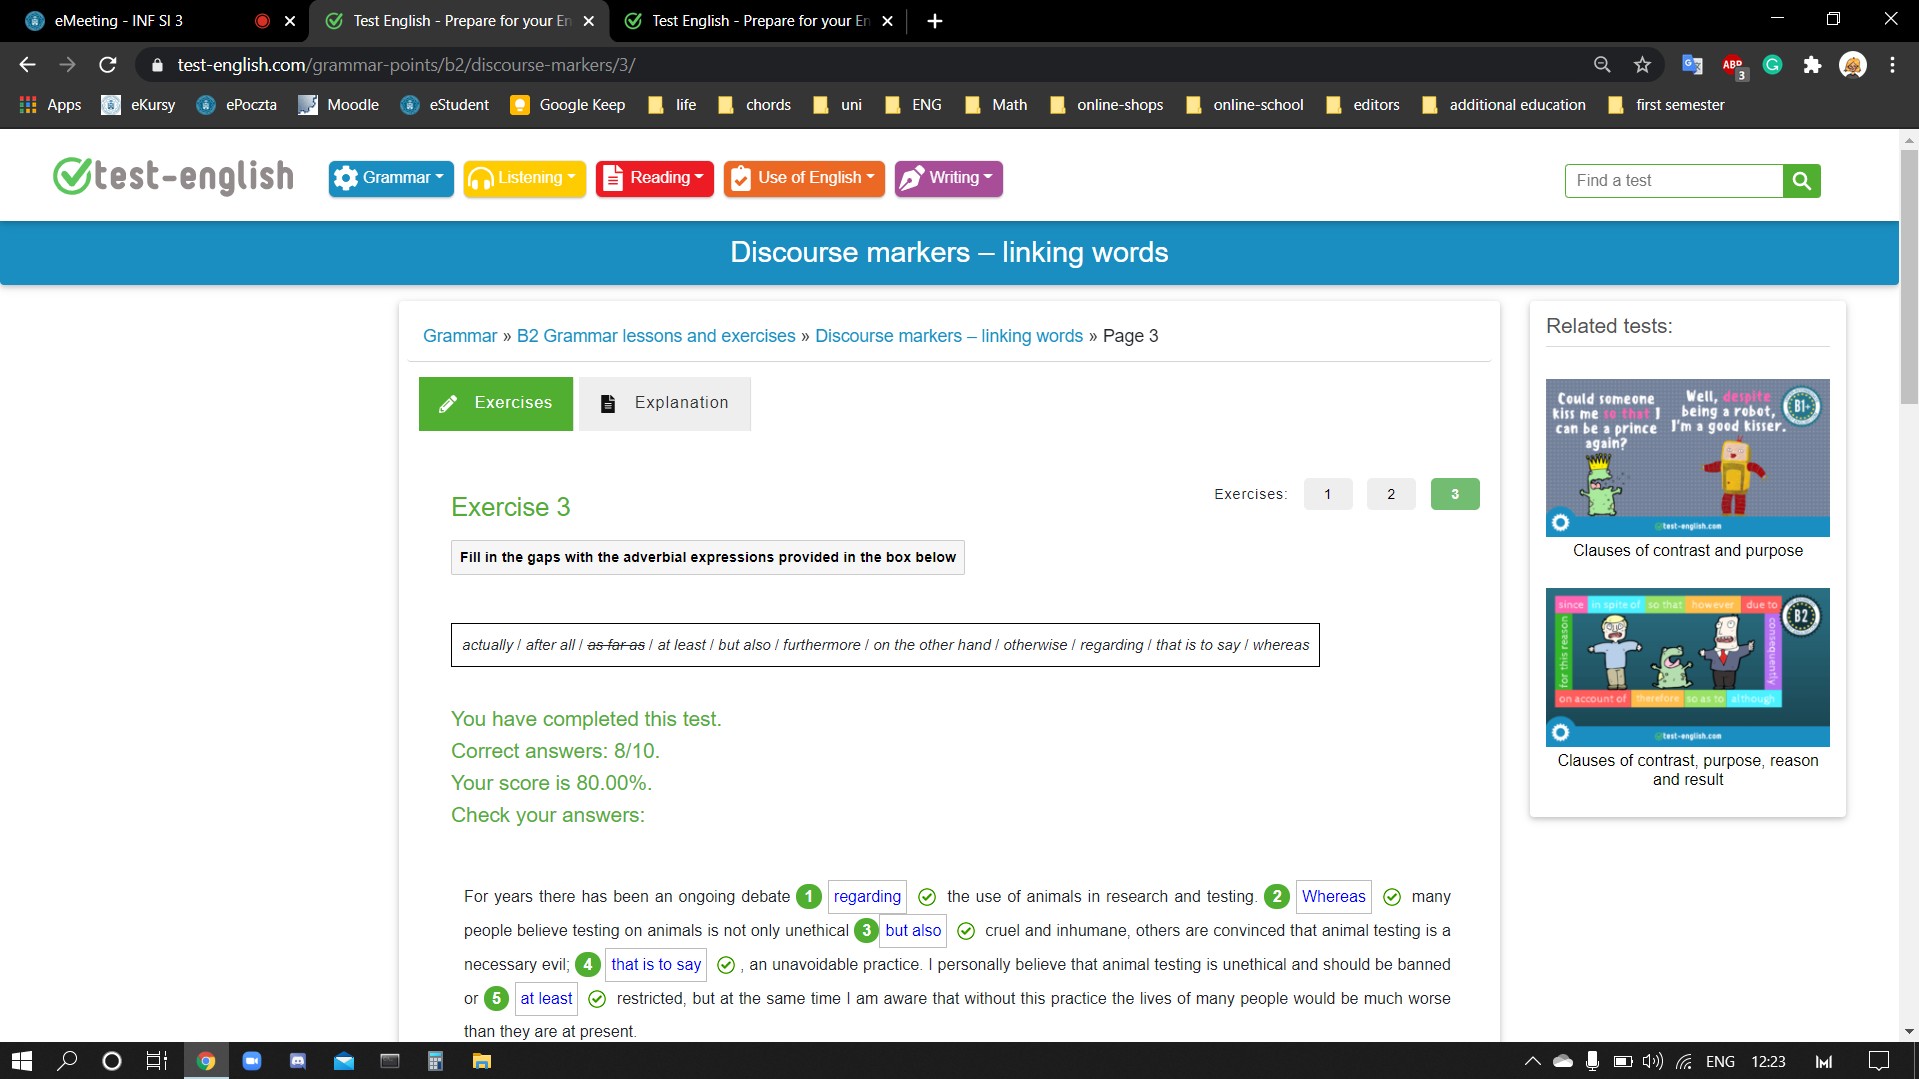 eMeeting - INF SI 3
Test English - Prepare for your En
Test English - Prepare for your En
test-english.com/grammar-points/b2/discourse-markers/3/
ABP
3
Apps
eKursy
ePoczta
Moodle
eStudent
Google Keep
life
chords
uni
ENG
Math
online-shops
online-school
editors
additional education
first semester
test-english
Grammar
Listening
Reading
Use of English
Writing
Find a test
Discourse markers – linking words
Grammar » B2 Grammar lessons and exercises » Discourse markers – linking words » Page 3
Exercises
Explanation
Exercises: 1 2 3
Exercise 3
Fill in the gaps with the adverbial expressions provided in the box below
actually / after all / as far as / at least / but also / furthermore / on the other hand / otherwise / regarding / that is to say / whereas
You have completed this test.
Correct answers: 8/10.
Your score is 80.00%.
Check your answers:
For years there has been an ongoing debate 1 regarding the use of animals in research and testing. 2 Whereas many
people believe testing on animals is not only unethical 3 but also cruel and inhumane, others are convinced that animal testing is a
necessary evil; 4 that is to say , an unavoidable practice. I personally believe that animal testing is unethical and should be banned
or 5 at least restricted, but at the same time I am aware that without this practice the lives of many people would be much worse
than they are at present.
Related tests:
Could someone
kiss me so that I
can be a prince
again?
Well, despite
being a robot,
I'm a good kisser.
B1+
test-english.com
Clauses of contrast and purpose
since in spite of so that however due to
B2
for this reason
consequently
on account of therefore so as to although
test-english.com
Clauses of contrast, purpose, reason
and result
ENG
12:23